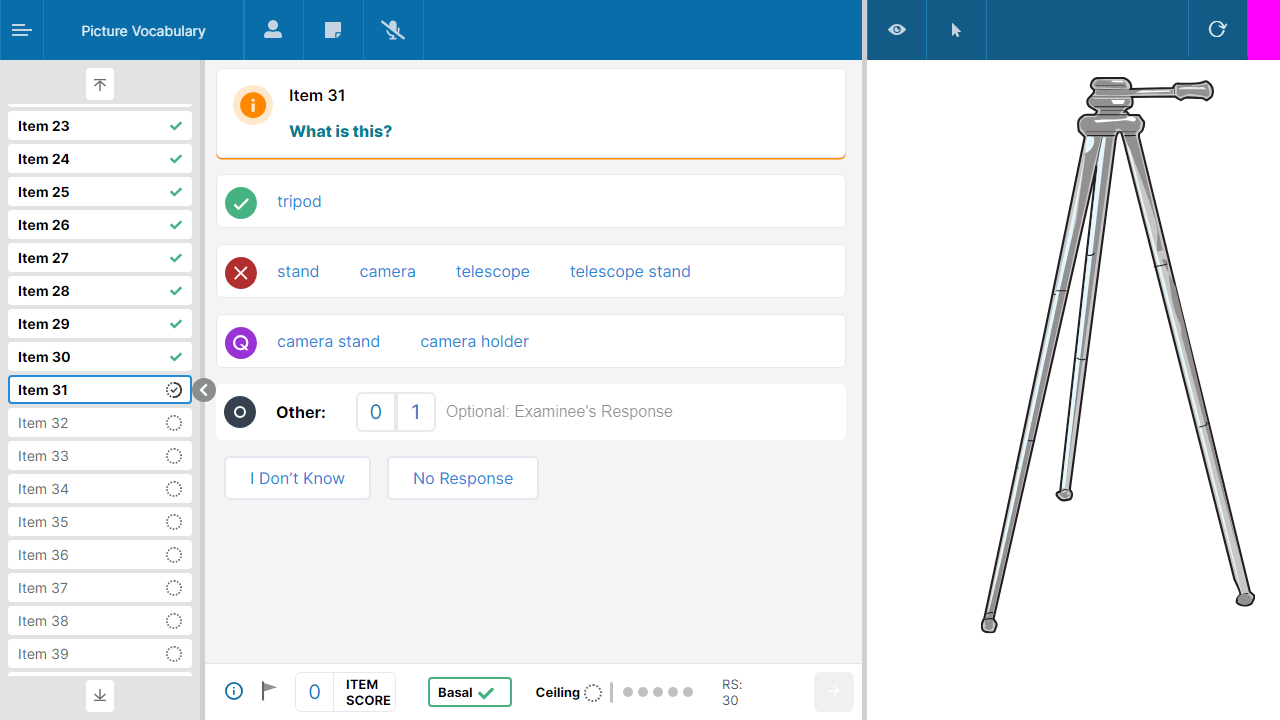 Picture Vocabulary
Item 23
Item 24
Item 25
Item 26
Item 27
Item 28
Item 29
Item 30
Item 31
Item 32
Item 33
Item 34
Item 35
Item 36
Item 37
Item 38
Item 39
Item 31
What is this?
tripod
stand camera telescope telescope stand
Q camera stand camera holder
Other: 0 1 Optional: Examinee's Response
I Don’t Know No Response
0 ITEM SCORE Basal Ceiling RS: 30